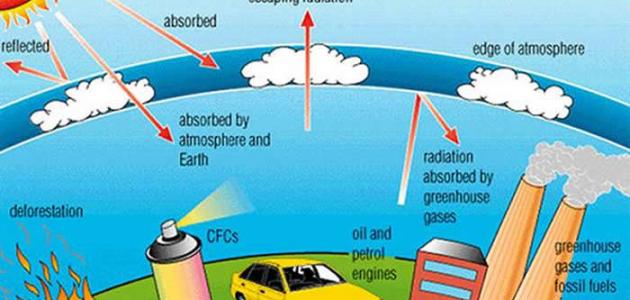 escaping radiation
absorbed
reflected
edge of atmosphere
absorbed by
atmosphere and
Earth
radiation
absorbed by
greenhouse
gases
deforestation
CFCs
oil and
petrol
engines
greenhouse
gases and
fossil fuels